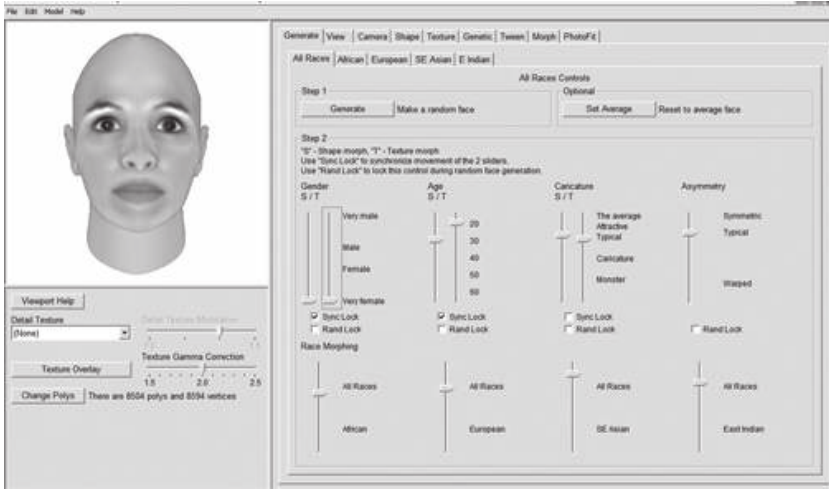 File Edit Model Help
Generate View Camera Shape Texture Genetic Tween Morph PhotoFit
All Races African European SE Asian E Indian
All Races Controls
Step 1
Generate Make a random face
Optional
Set Average Reset to average face
Step 2
"S" - Shape morph, "T" - Texture morph
Use "Sync Lock" to synchronize movement of the 2 sliders.
Use "Rand Lock" to lock this control during random face generation.
Gender
S / T
Very male
Male
Female
Very female
Sync Lock
Rand Lock
Age
S / T
20
30
40
50
60
Sync Lock
Rand Lock
Caricature
S / T
The average
Attractive
Typical
Caricature
Monster
Sync Lock
Rand Lock
Asymmetry
Symmetric
Typical
Warped
Rand Lock
Race Morphing
All Races
African
All Races
European
All Races
SE Asian
All Races
East Indian
Viewport Help
Detail Texture
(None)
Detail Texture Modulation
Texture Overlay
Texture Gamma Correction
1.5 2.0 2.5
Change Polys There are 8504 polys and 8594 vertices